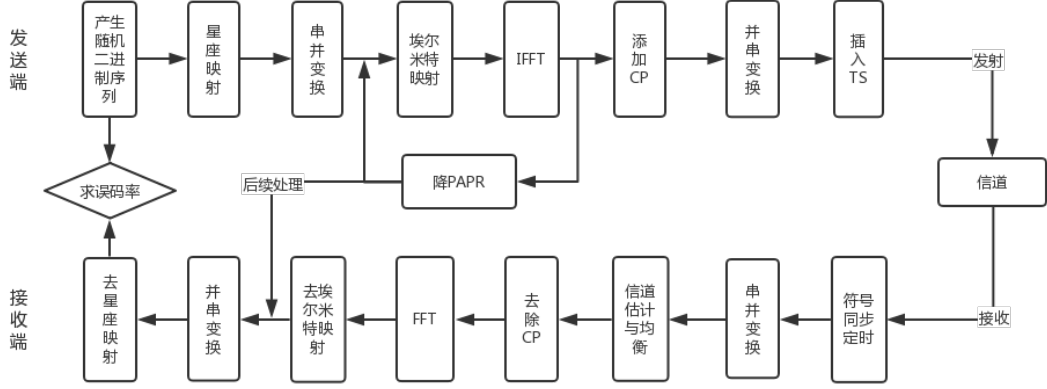 发
送
端
产生
随机
二进
制序
列
星
座
映
射
串
并
变
换
埃尔
米特
映射
IFFT
添
加
CP
并
串
变
换
插
入
TS
发射
信道
降PAPR
后续处理
求误码率
接
收
端
去
星
座
映
射
并
串
变
换
去埃
尔米
特映
射
FFT
去
除
CP
信道
估计
与均
衡
串
并
变
换
符号
同步
定时
接收